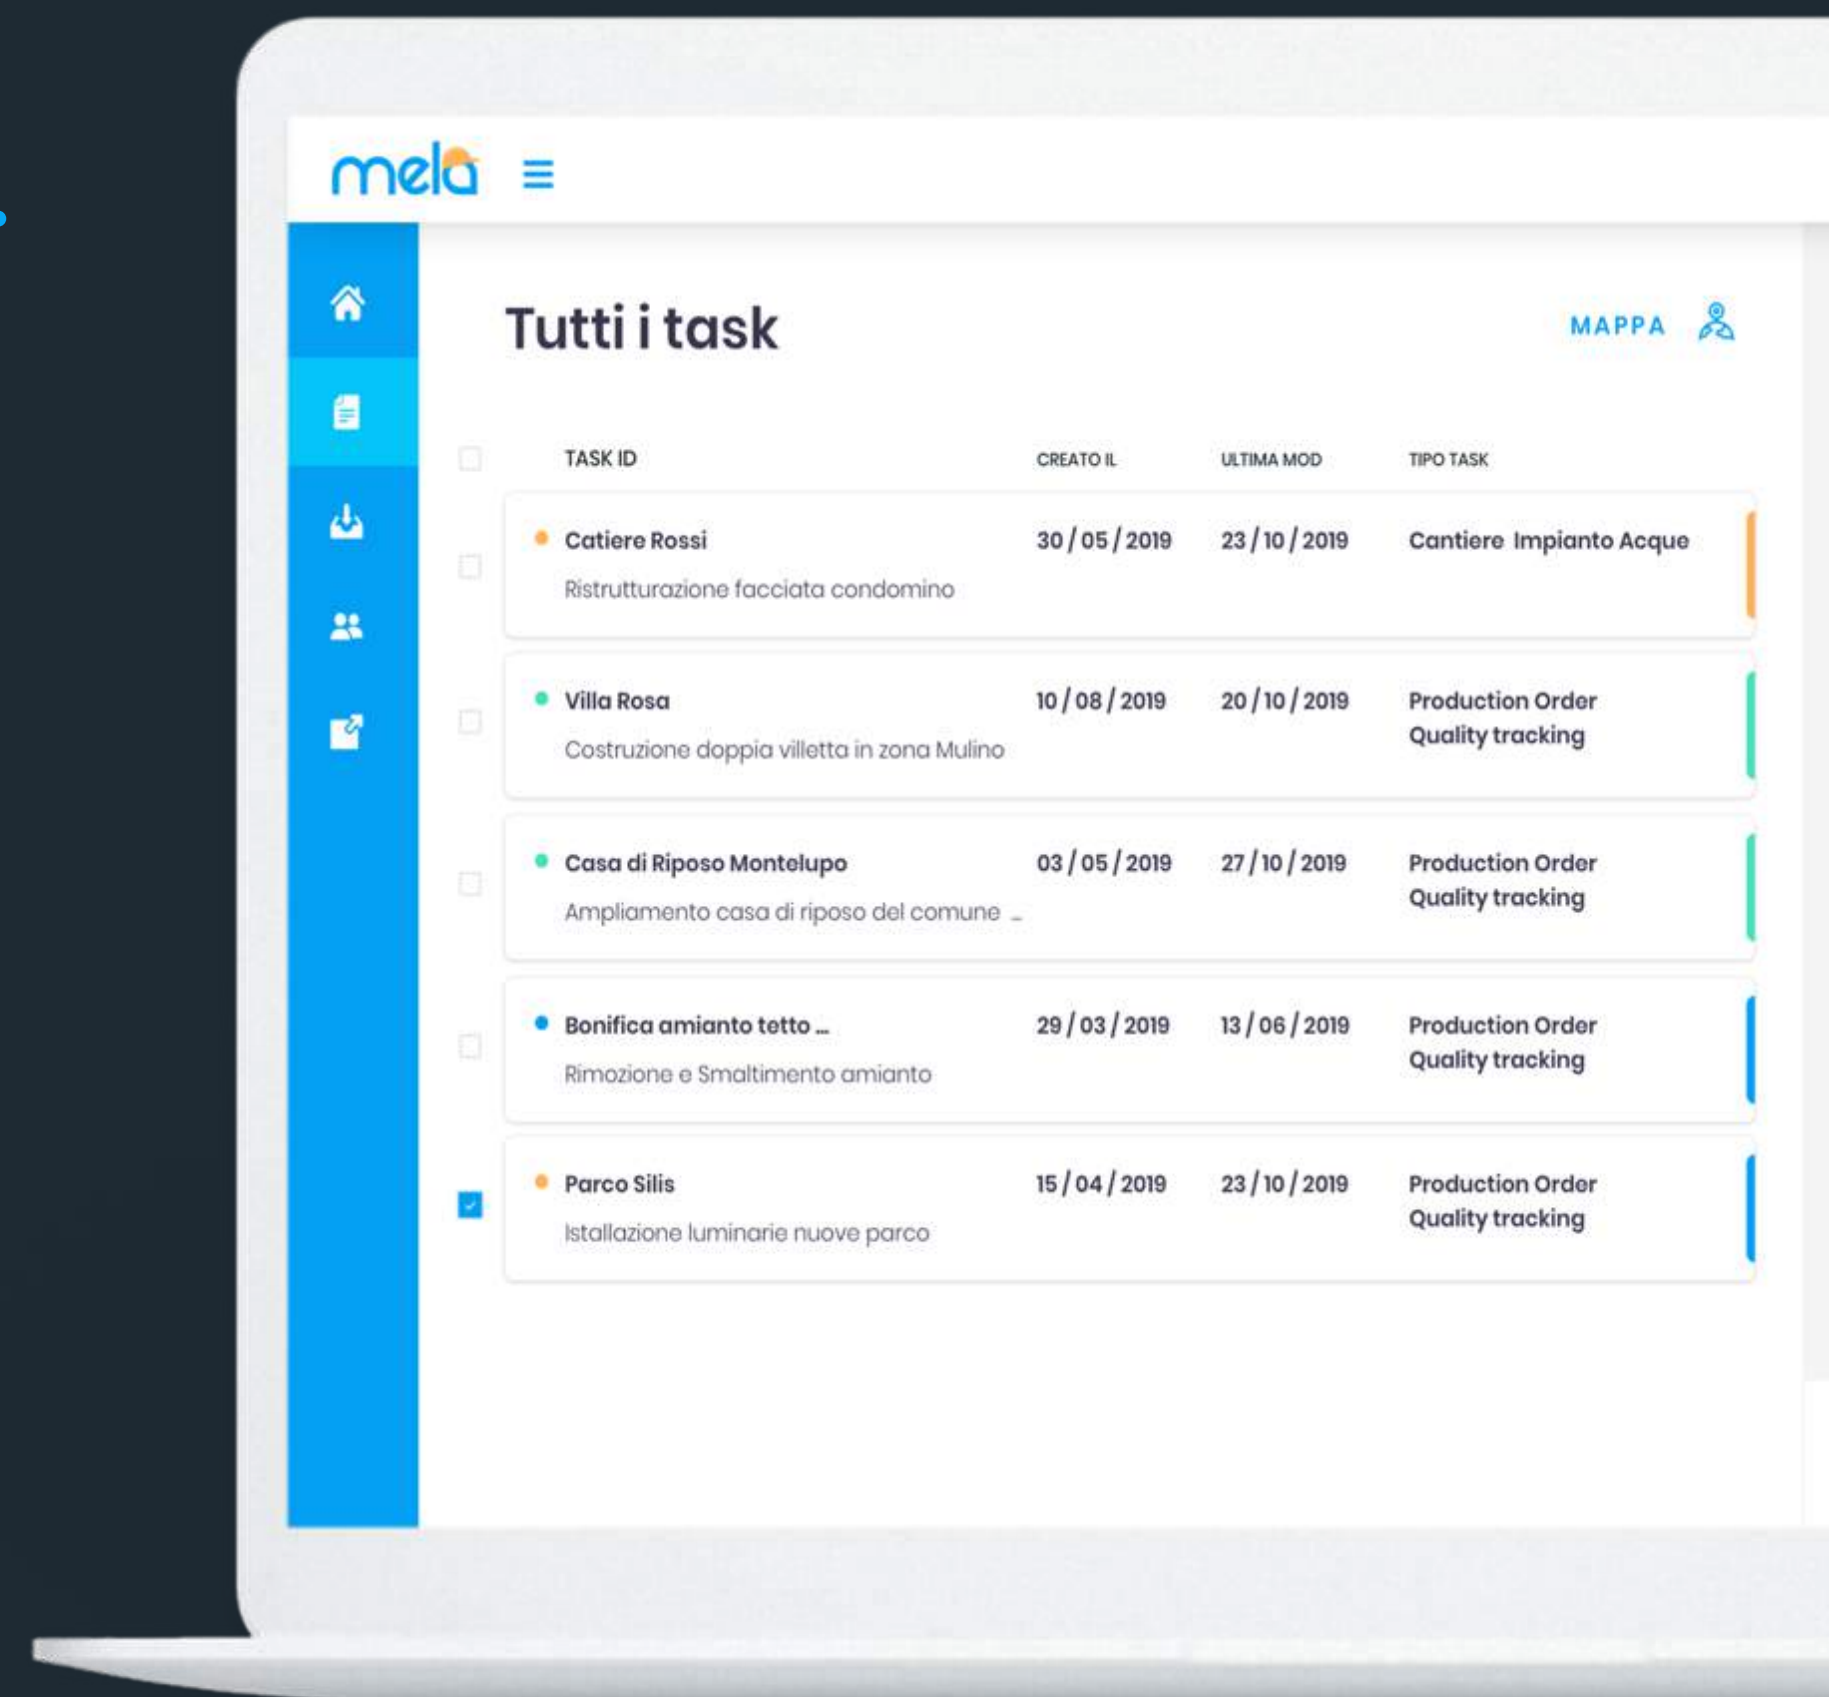 mela
Tutti i task
MAPPA
TASK ID CREATO IL ULTIMA MOD TIPO TASK
Catiere Rossi 30/05/2019 23/10/2019 Cantiere Impianto Acque
Ristrutturazione facciata condomino
Villa Rosa 10/08/2019 20/10/2019 Production Order
Quality tracking
Costruzione doppia villetta in zona Mulino
Casa di Riposo Montelupo 03/05/2019 27/10/2019 Production Order
Quality tracking
Ampliamento casa di riposo del comune ...
Bonifica amianto tetto ... 29/03/2019 13/06/2019 Production Order
Quality tracking
Rimozione e Smaltimento amianto
Parco Silis 15/04/2019 23/10/2019 Production Order
Quality tracking
Istallazione luminarie nuove parco